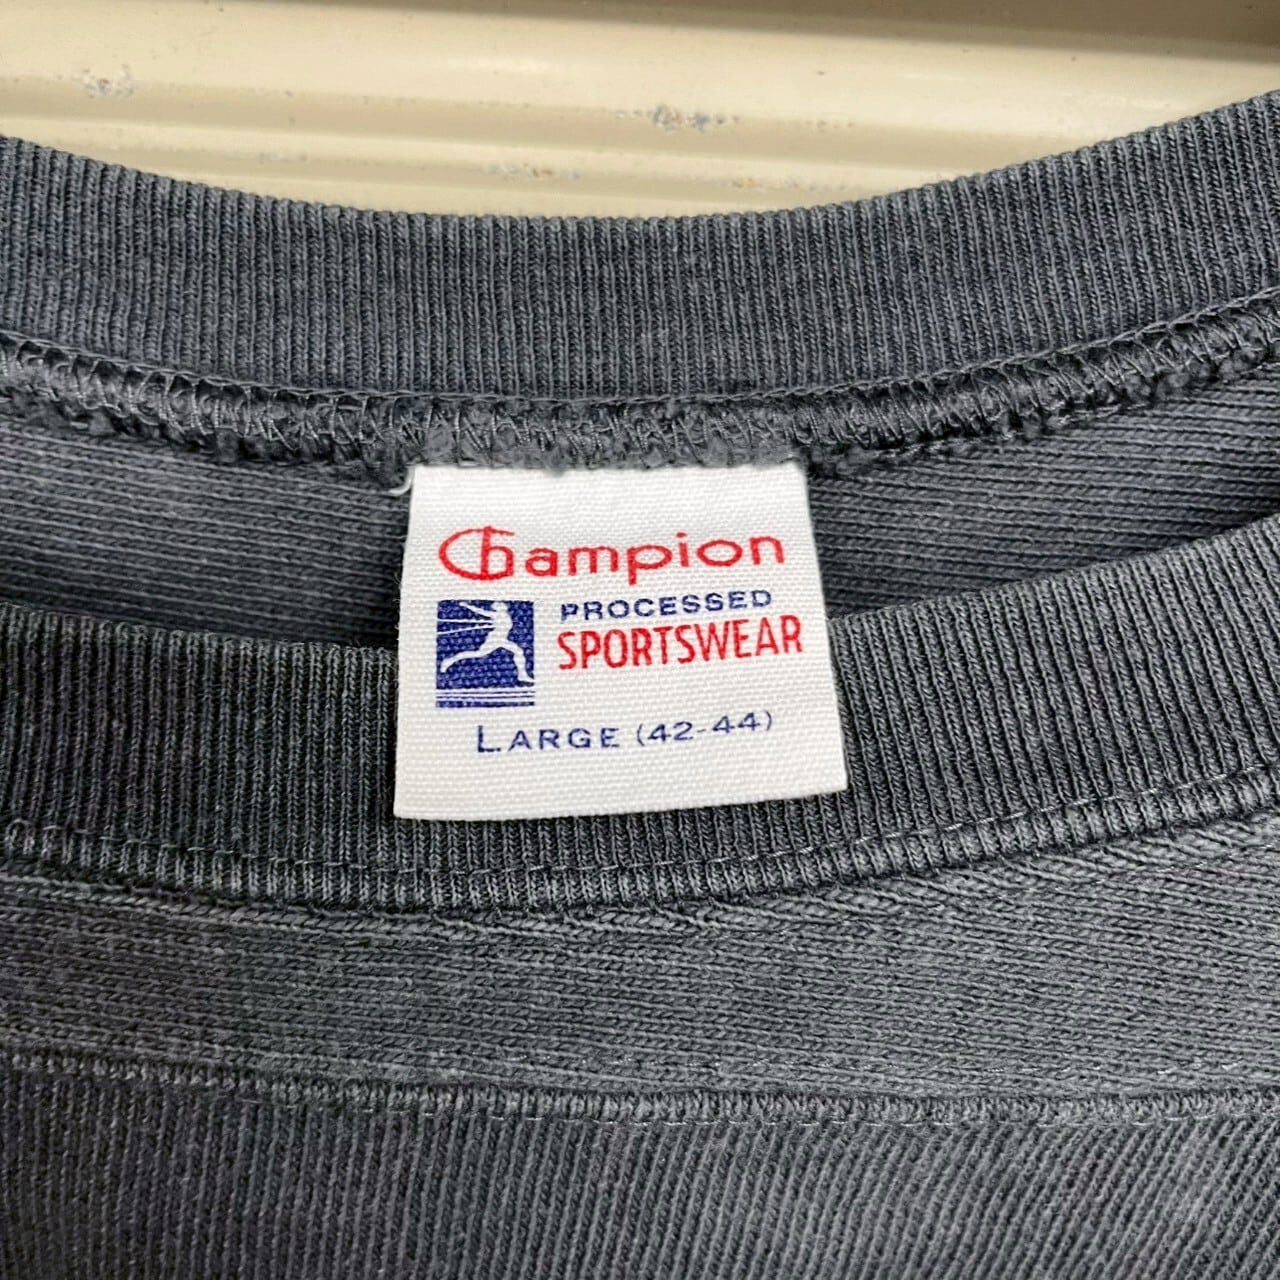 Champion
PROCESSED
SPORTSWEAR
LARGE (42-44)